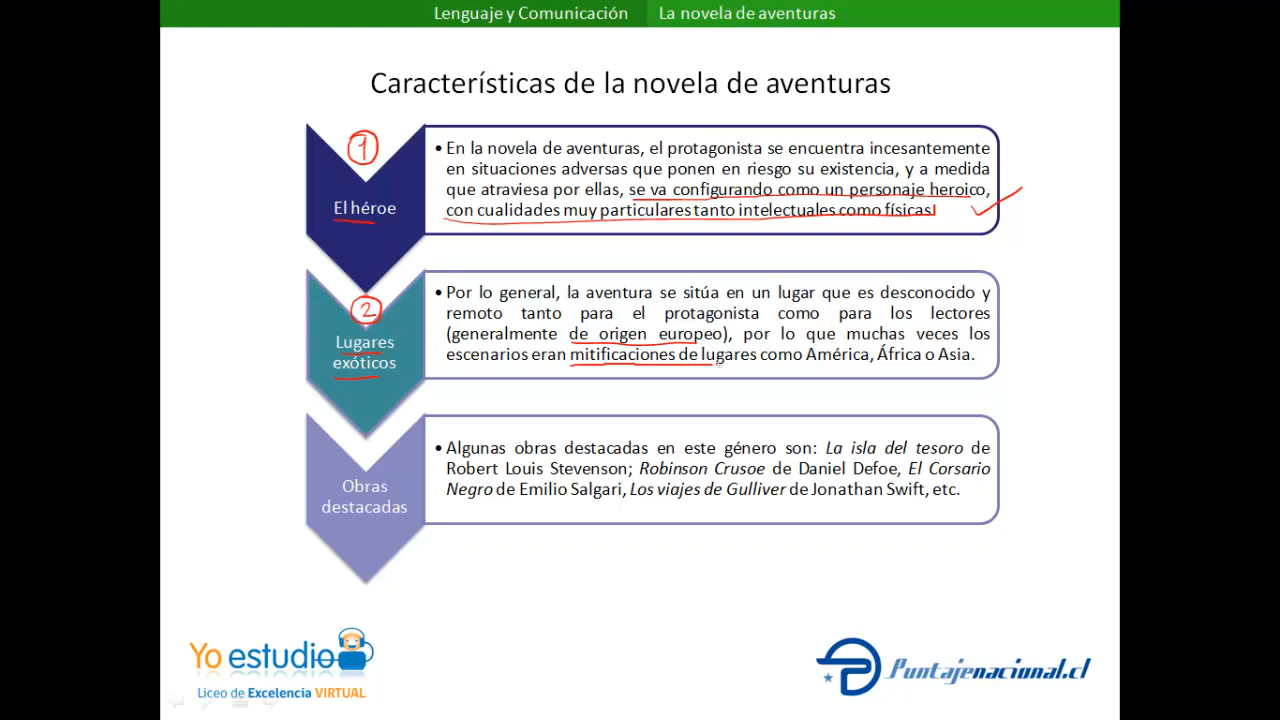 Lenguaje y Comunicación La novela de aventuras
Características de la novela de aventuras
1
El héroe
• En la novela de aventuras, el protagonista se encuentra incesantemente
en situaciones adversas que ponen en riesgo su existencia, y a medida
que atraviesa por ellas, se va configurando como un personaje heroico,
con cualidades muy particulares tanto intelectuales como físicas
2
Lugares
exóticos
• Por lo general, la aventura se sitúa en un lugar que es desconocido y
remoto tanto para el protagonista como para los lectores
(generalmente de origen europeo), por lo que muchas veces los
escenarios eran mitificaciones de lugares como América, África o Asia.
Obras
destacadas
• Algunas obras destacadas en este género son: La isla del tesoro de
Robert Louis Stevenson; Robinson Crusoe de Daniel Defoe, El Corsario
Negro de Emilio Salgari, Los viajes de Gulliver de Jonathan Swift, etc.
Yo estudio
Liceo de Excelencia VIRTUAL
Puntajenacional.cl